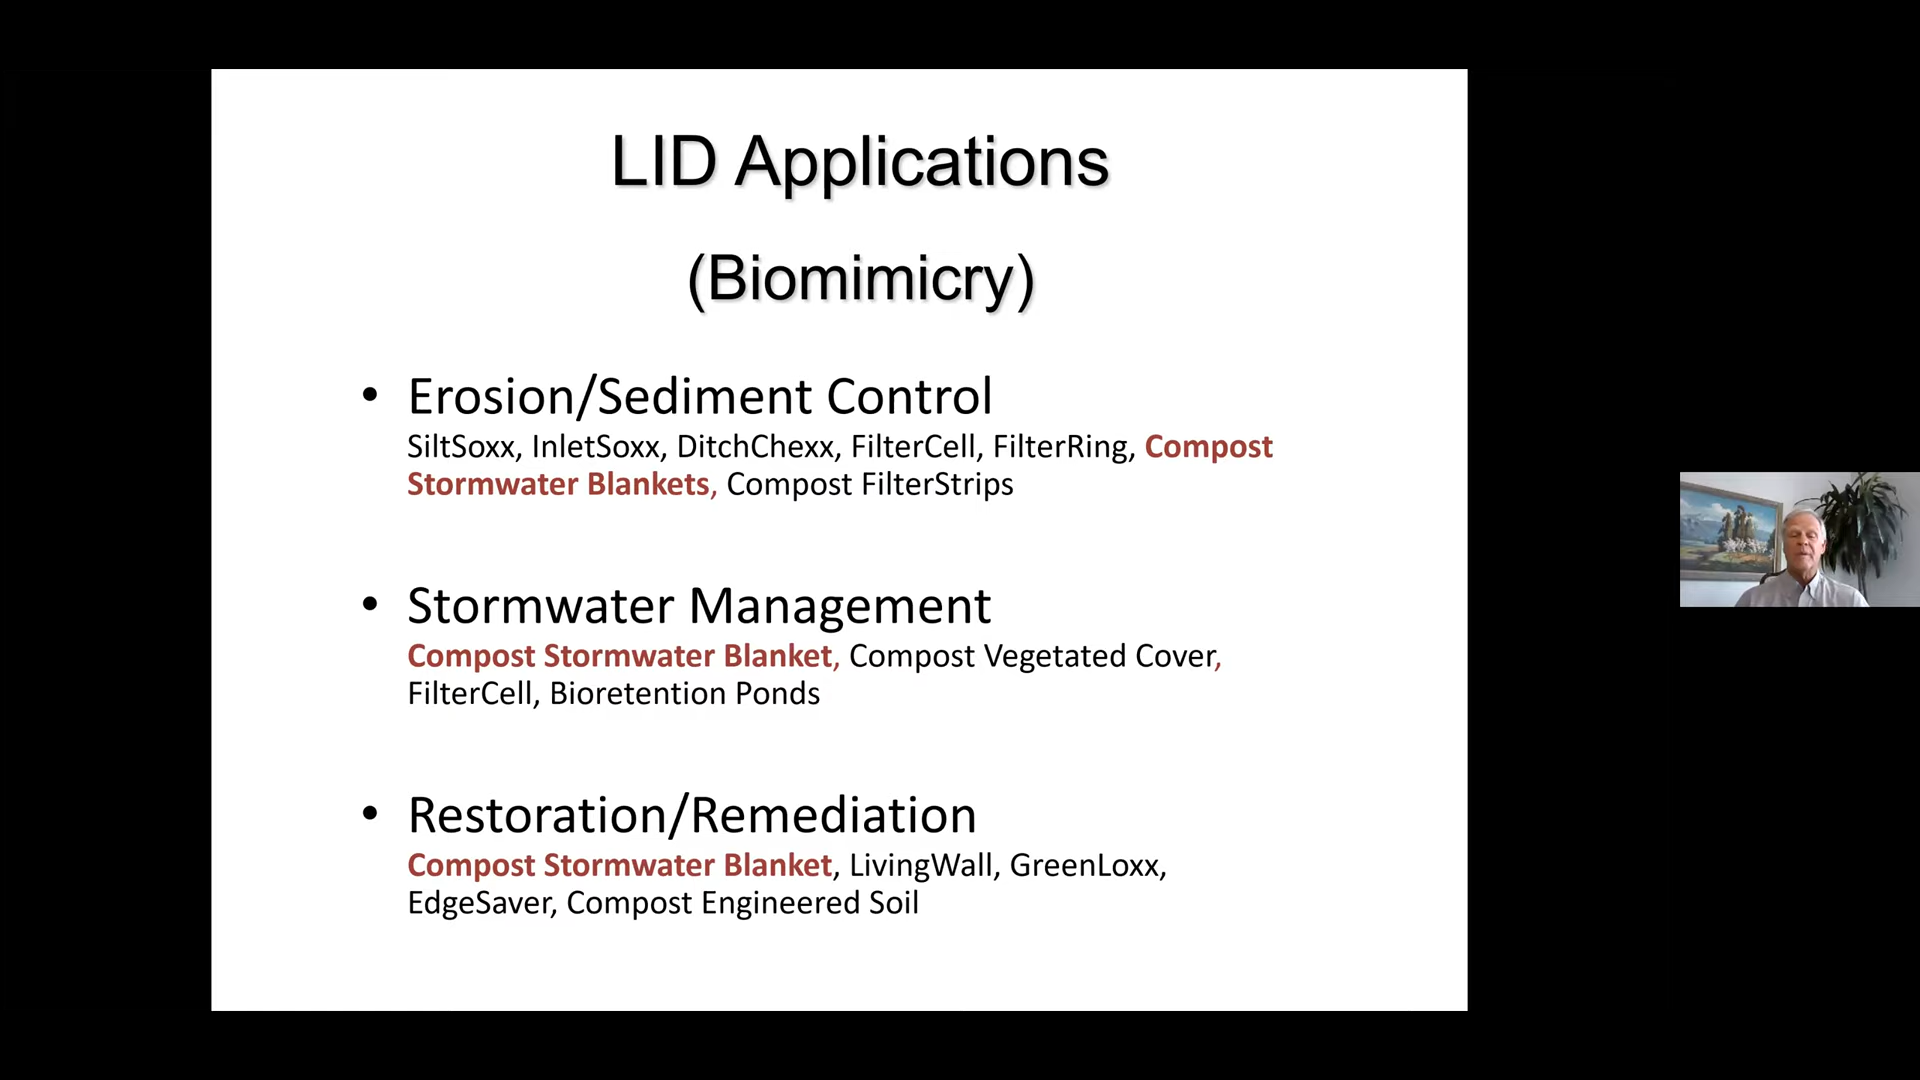 LID Applications
(Biomimicry)
• Erosion/Sediment Control
SiltSoxx, InletSoxx, DitchChexx, FilterCell, FilterRing, Compost
Stormwater Blankets, Compost FilterStrips
• Stormwater Management
Compost Stormwater Blanket, Compost Vegetated Cover,
FilterCell, Bioretention Ponds
• Restoration/Remediation
Compost Stormwater Blanket, LivingWall, GreenLoxx,
EdgeSaver, Compost Engineered Soil